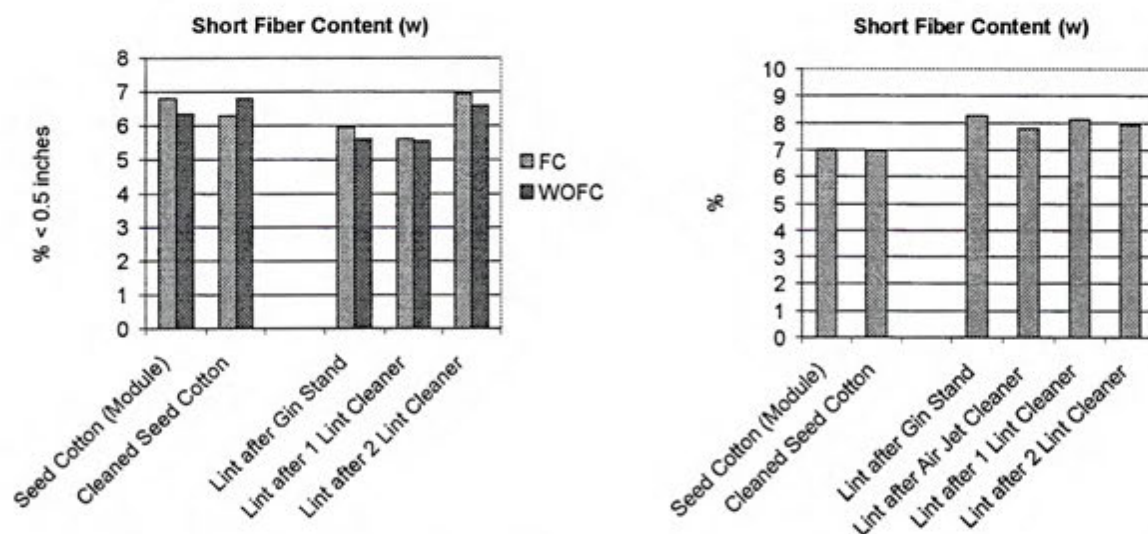 Short Fiber Content (w)
8
7
6
5
4
3
2
1
0
% < 0.5 inches
Seed Cotton (Module)
Cleaned Seed Cotton
Lint after Gin Stand
Lint after 1 Lint Cleaner
Lint after 2 Lint Cleaner
FC
WOFC
Short Fiber Content (w)
10
9
8
7
6
5
4
3
2
1
0
%
Seed Cotton (Module)
Cleaned Seed Cotton
Lint after Gin Stand
Lint after Air Jet Cleaner
Lint after 1 Lint Cleaner
Lint after 2 Lint Cleaner